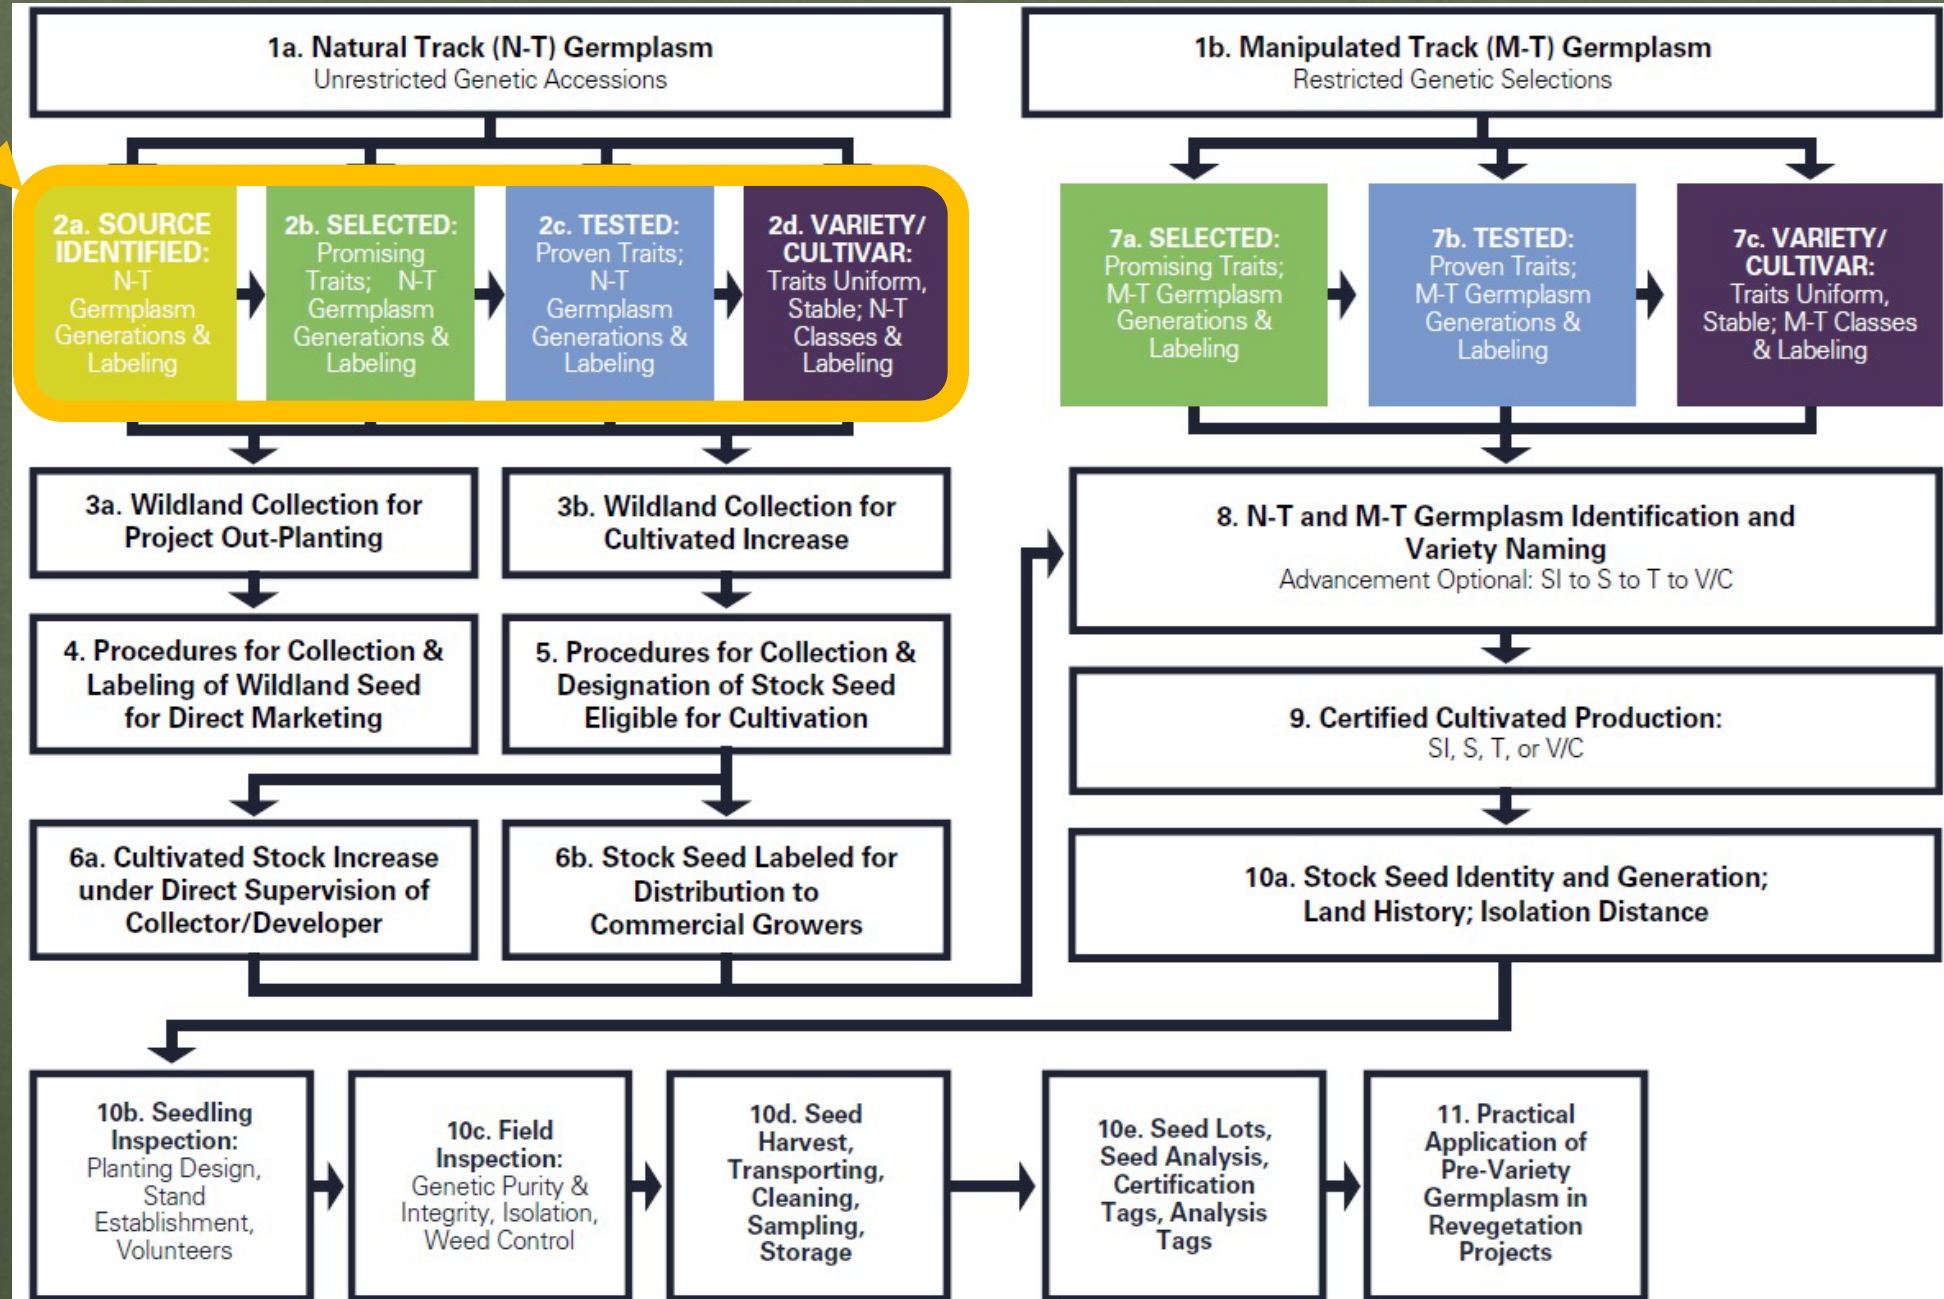 1a. Natural Track (N-T) Germplasm
Unrestricted Genetic Accessions
1b. Manipulated Track (M-T) Germplasm
Restricted Genetic Selections
2a. SOURCE
IDENTIFIED:
N-T
Germplasm
Generations &
Labeling
2b. SELECTED:
Promising
Traits; N-T
Germplasm
Generations &
Labeling
2c. TESTED:
Proven Traits;
N-T
Germplasm
Generations &
Labeling
2d. VARIETY/
CULTIVAR:
Traits Uniform,
Stable; N-T
Classes &
Labeling
7a. SELECTED:
Promising Traits;
M-T Germplasm
Generations &
Labeling
7b. TESTED:
Proven Traits;
M-T Germplasm
Generations &
Labeling
7c. VARIETY/
CULTIVAR:
Traits Uniform,
Stable; M-T Classes
& Labeling
3a. Wildland Collection for
Project Out-Planting
3b. Wildland Collection for
Cultivated Increase
8. N-T and M-T Germplasm Identification and
Variety Naming
Advancement Optional: SI to S to T to V/C
4. Procedures for Collection &
Labeling of Wildland Seed
for Direct Marketing
5. Procedures for Collection &
Designation of Stock Seed
Eligible for Cultivation
9. Certified Cultivated Production:
SI, S, T, or V/C
6a. Cultivated Stock Increase
under Direct Supervision of
Collector/Developer
6b. Stock Seed Labeled for
Distribution to
Commercial Growers
10a. Stock Seed Identity and Generation;
Land History; Isolation Distance
10b. Seedling
Inspection:
Planting Design,
Stand
Establishment,
Volunteers
10c. Field
Inspection:
Genetic Purity &
Integrity, Isolation,
Weed Control
10d. Seed
Harvest,
Transporting,
Cleaning,
Sampling,
Storage
10e. Seed Lots,
Seed Analysis,
Certification
Tags, Analysis
Tags
11. Practical
Application of
Pre-Variety
Germplasm in
Revegetation
Projects